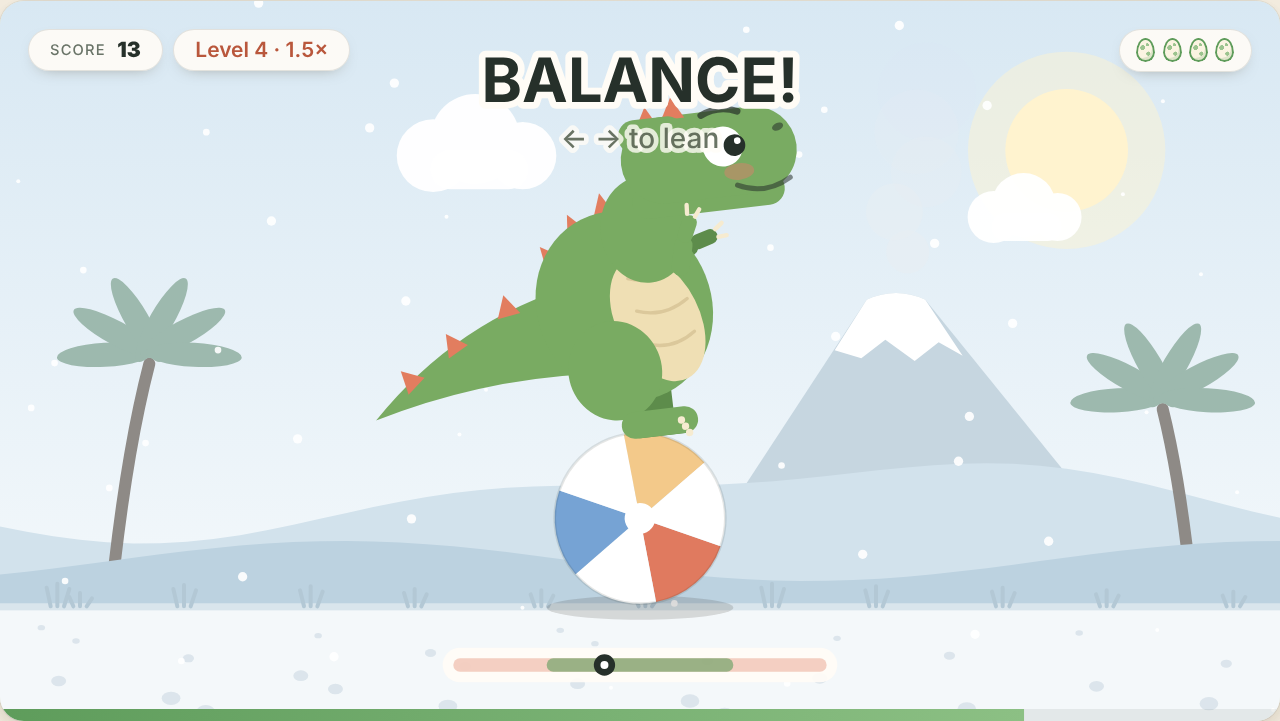 SCORE 13
Level 4 · 1.5×
BALANCE!
← → to lean